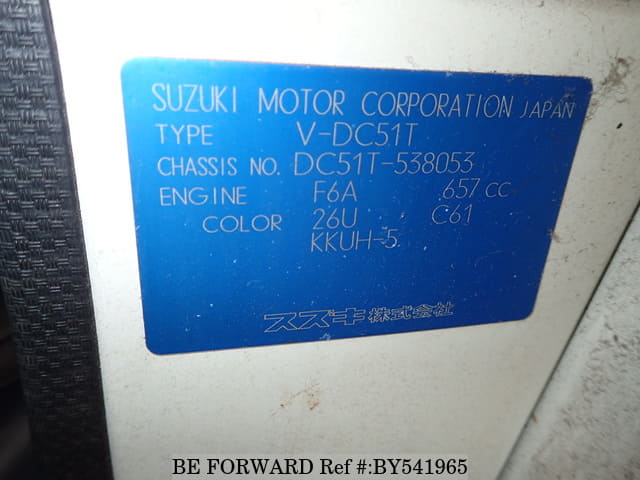 SUZUKI MOTOR CORPORATION JAPAN
TYPE V-DC51T
CHASSIS NO. DC51T-538053
ENGINE F6A 657 CC
COLOR 26U C61
KKUH-5
スズキ株式会社
BE FORWARD Ref #:BY541965